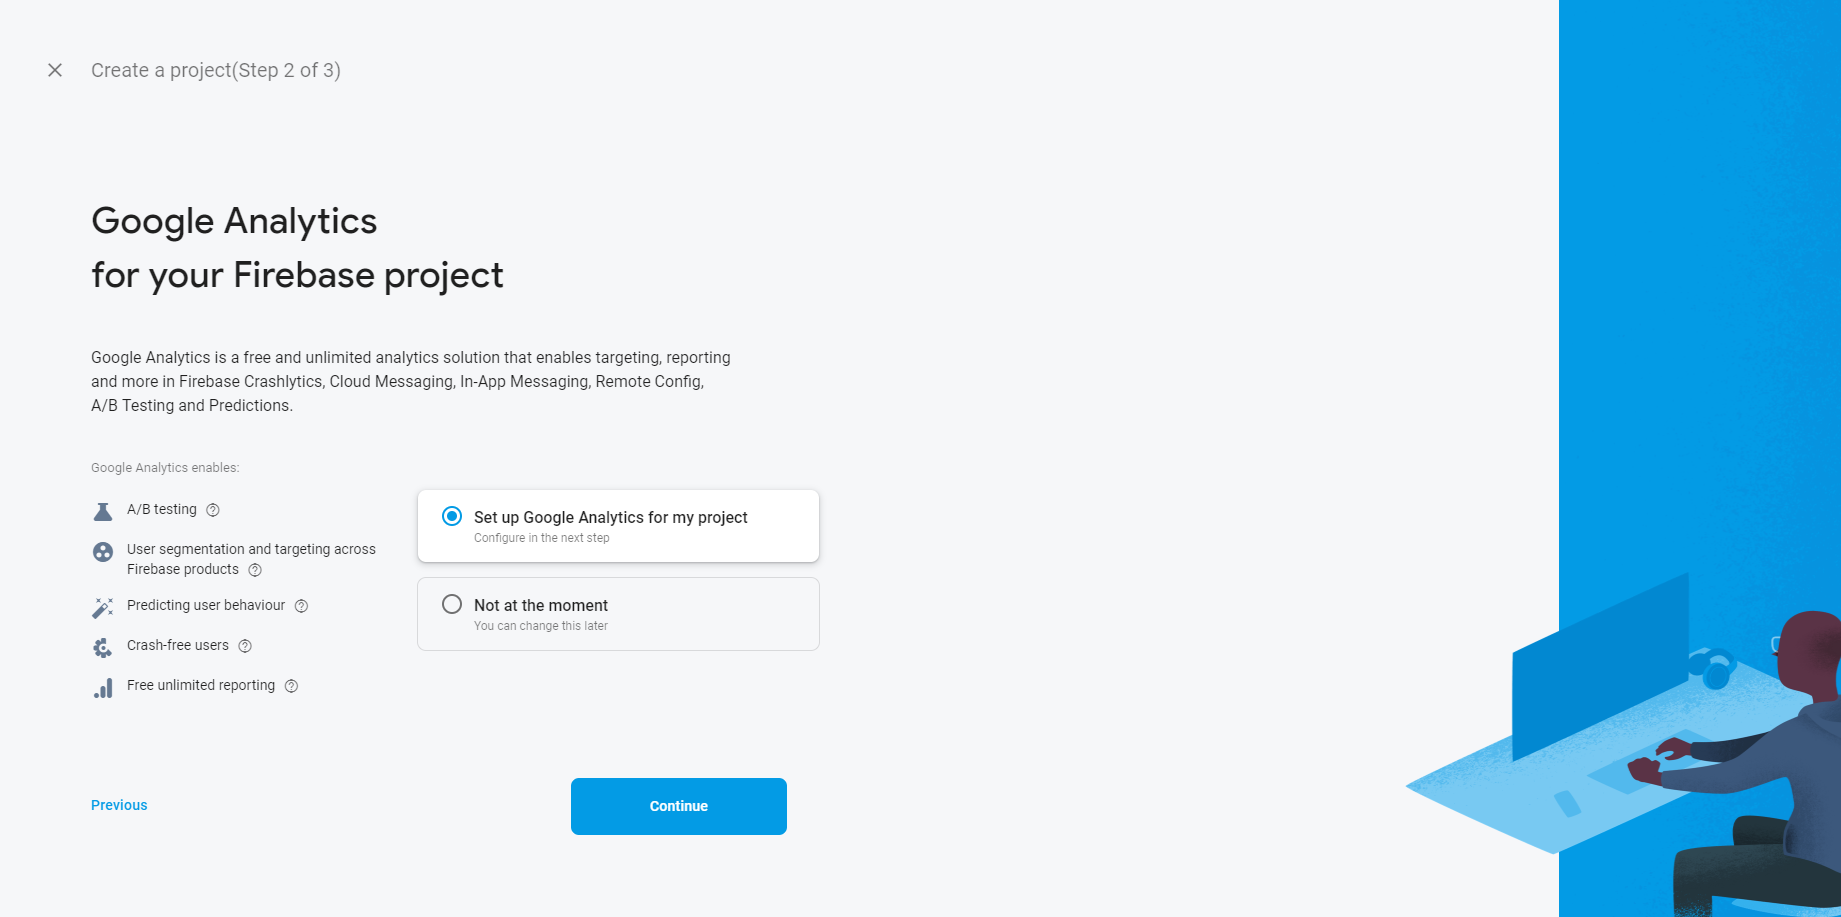 Create a project(Step 2 of 3)
Google Analytics
for your Firebase project
Google Analytics is a free and unlimited analytics solution that enables targeting, reporting
and more in Firebase Crashlytics, Cloud Messaging, In-App Messaging, Remote Config,
A/B Testing and Predictions.
Google Analytics enables:
A/B testing
User segmentation and targeting across
Firebase products
Predicting user behaviour
Crash-free users
Free unlimited reporting
Set up Google Analytics for my project
Configure in the next step
Not at the moment
You can change this later
Previous
Continue